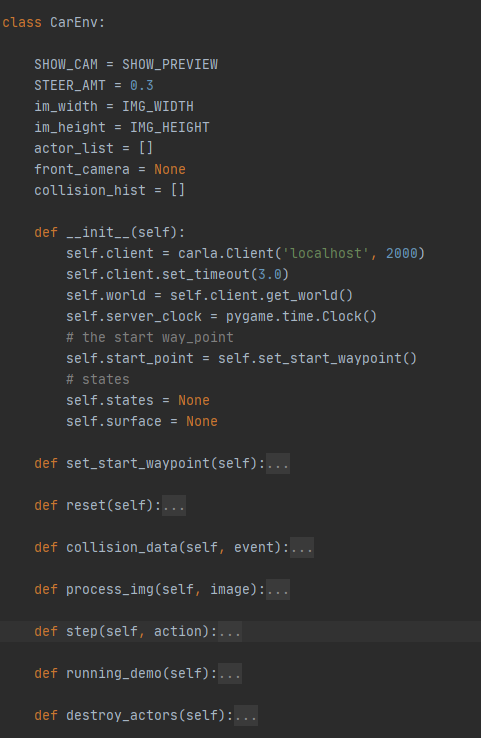 class CarEnv:
    SHOW_CAM = SHOW_PREVIEW
    STEER_AMT = 0.3
    im_width = IMG_WIDTH
    im_height = IMG_HEIGHT
    actor_list = []
    front_camera = None
    collision_hist = []
    def __init__(self):
        self.client = carla.Client('localhost', 2000)
        self.client.set_timeout(3.0)
        self.world = self.client.get_world()
        self.server_clock = pygame.time.Clock()
        # the start way_point
        self.start_point = self.set_start_waypoint()
        # states
        self.states = None
        self.surface = None
    def set_start_waypoint(self):...
    def reset(self):...
    def collision_data(self, event):...
    def process_img(self, image):...
    def step(self, action):...
    def running_demo(self):...
    def destroy_actors(self):...